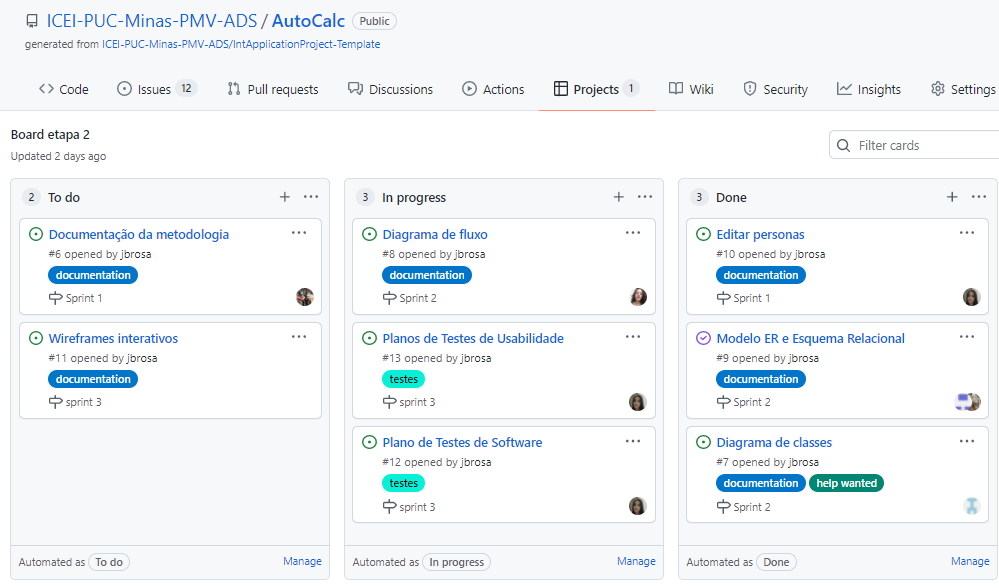 ICEI-PUC-Minas-PMV-ADS / AutoCalc Public
generated from ICEI-PUC-Minas-PMV-ADS/IntApplicationProject-Template
Code Issues 12 Pull requests Discussions Actions Projects 1 Wiki Security Insights Settings
Board etapa 2
Updated 2 days ago
Filter cards
2 To do
Documentação da metodologia
#6 opened by jbrosa
documentation
Sprint 1
Wireframes interativos
#11 opened by jbrosa
documentation
sprint 3
Automated as To do Manage
3 In progress
Diagrama de fluxo
#8 opened by jbrosa
documentation
Sprint 2
Planos de Testes de Usabilidade
#13 opened by jbrosa
testes
sprint 3
Plano de Testes de Software
#12 opened by jbrosa
testes
sprint 3
Automated as In progress Manage
3 Done
Editar personas
#10 opened by jbrosa
documentation
Sprint 1
Modelo ER e Esquema Relacional
#9 opened by jbrosa
documentation
Sprint 2
Diagrama de classes
#7 opened by jbrosa
documentation help wanted
Sprint 2
Automated as Done Manage